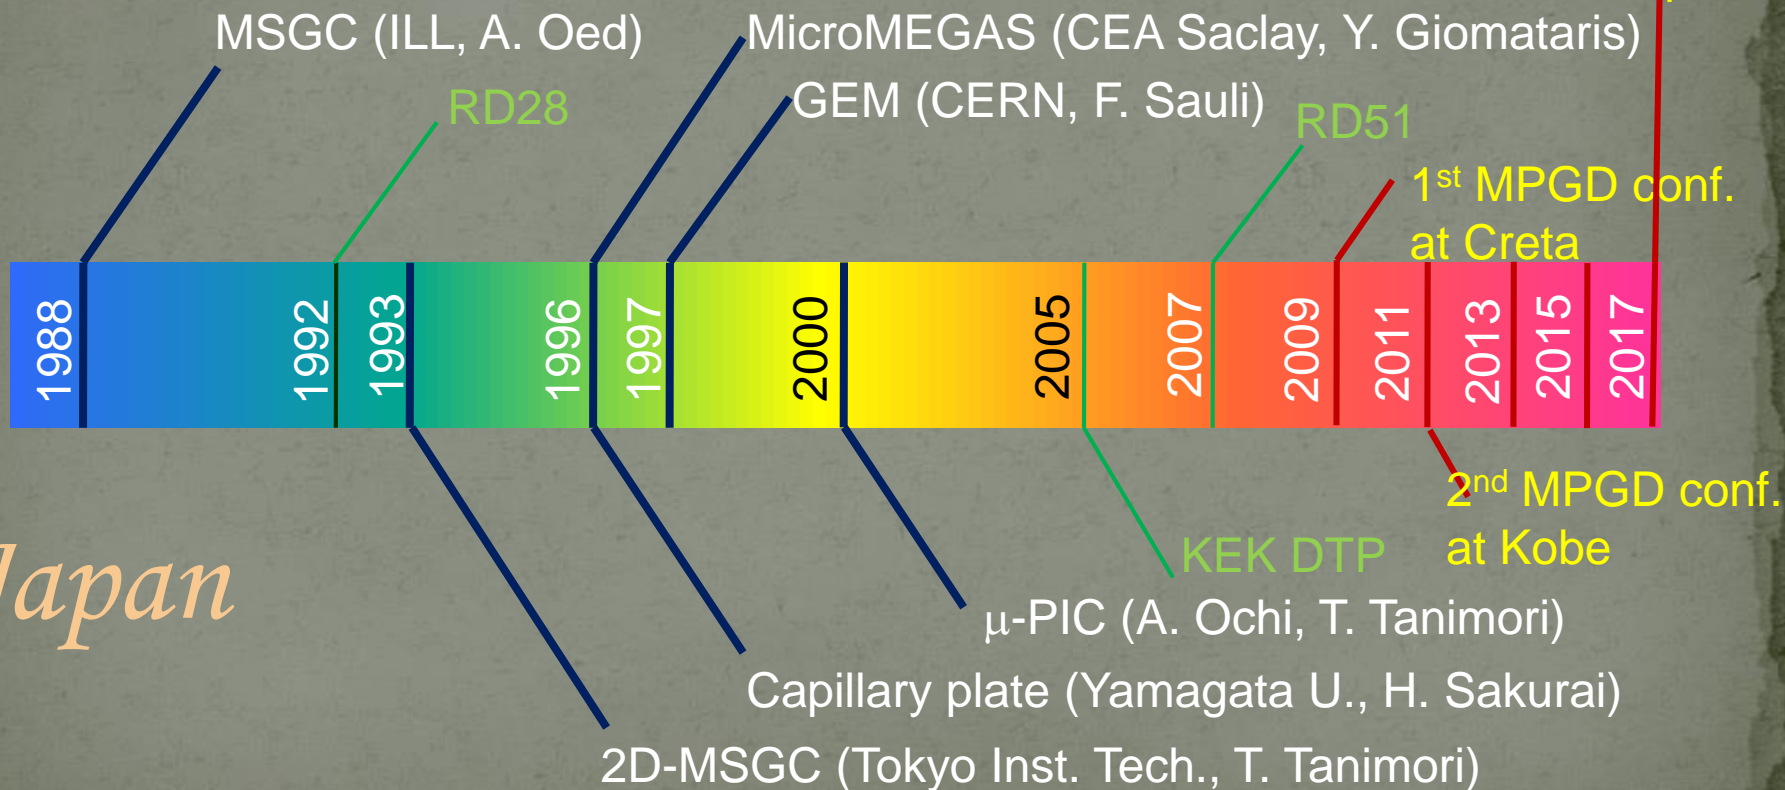 MSGC (ILL, A. Oed)
MicroMEGAS (CEA Saclay, Y. Giomataris)
RD28
GEM (CERN, F. Sauli)
RD51
1st MPGD conf.
at Creta
1988
1992
1993
1996
1997
2000
2005
2007
2009
2011
2013
2015
2017
2nd MPGD conf.
at Kobe
KEK DTP
Japan
μ-PIC (A. Ochi, T. Tanimori)
Capillary plate (Yamagata U., H. Sakurai)
2D-MSGC (Tokyo Inst. Tech., T. Tanimori)